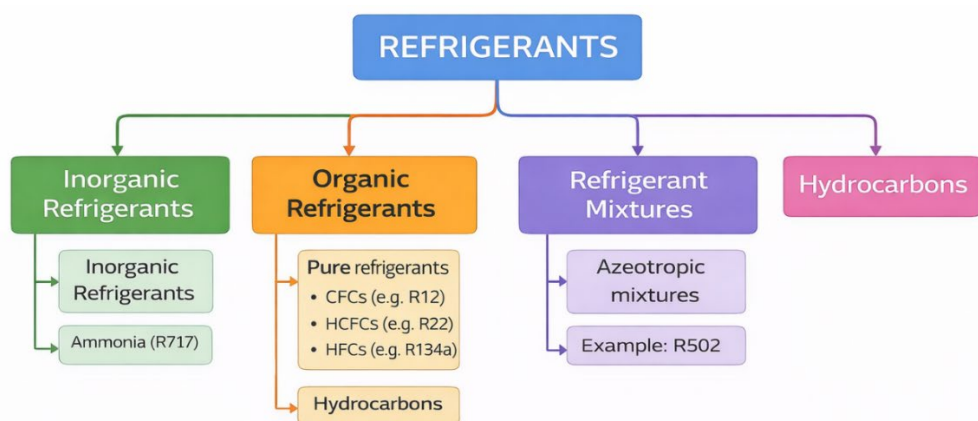 REFRIGERANTS
Inorganic
Refrigerants
Inorganic
Refrigerants
Ammonia (R717)
Organic
Refrigerants
Pure refrigerants
• CFCs (e.g. R12)
• HCFCs (e.g. R22)
• HFCs (e.g. R134a)
Hydrocarbons
Refrigerant
Mixtures
Azeotropic
mixtures
Example: R502
Hydrocarbons